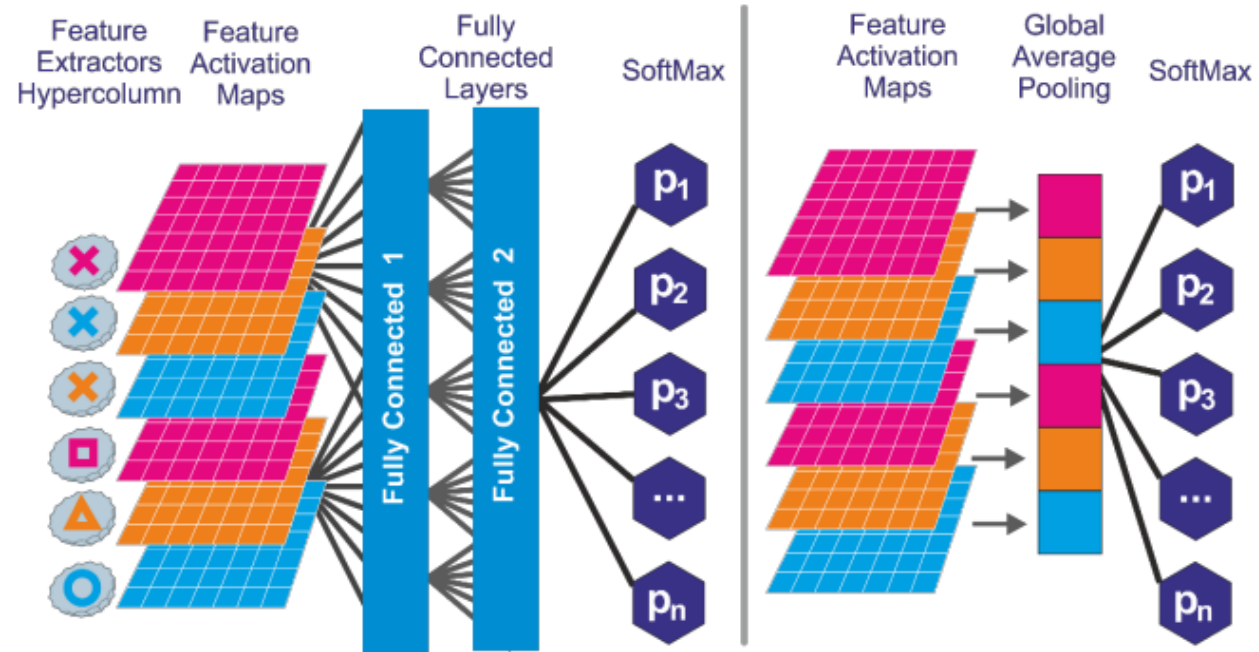 Feature
Extractors
Hypercolumn
Feature
Activation
Maps
Fully
Connected
Layers
SoftMax
Fully Connected 1
Fully Connected 2
p1
p2
p3
...
pn
Feature
Activation
Maps
Global
Average
Pooling
SoftMax
p1
p2
p3
...
pn